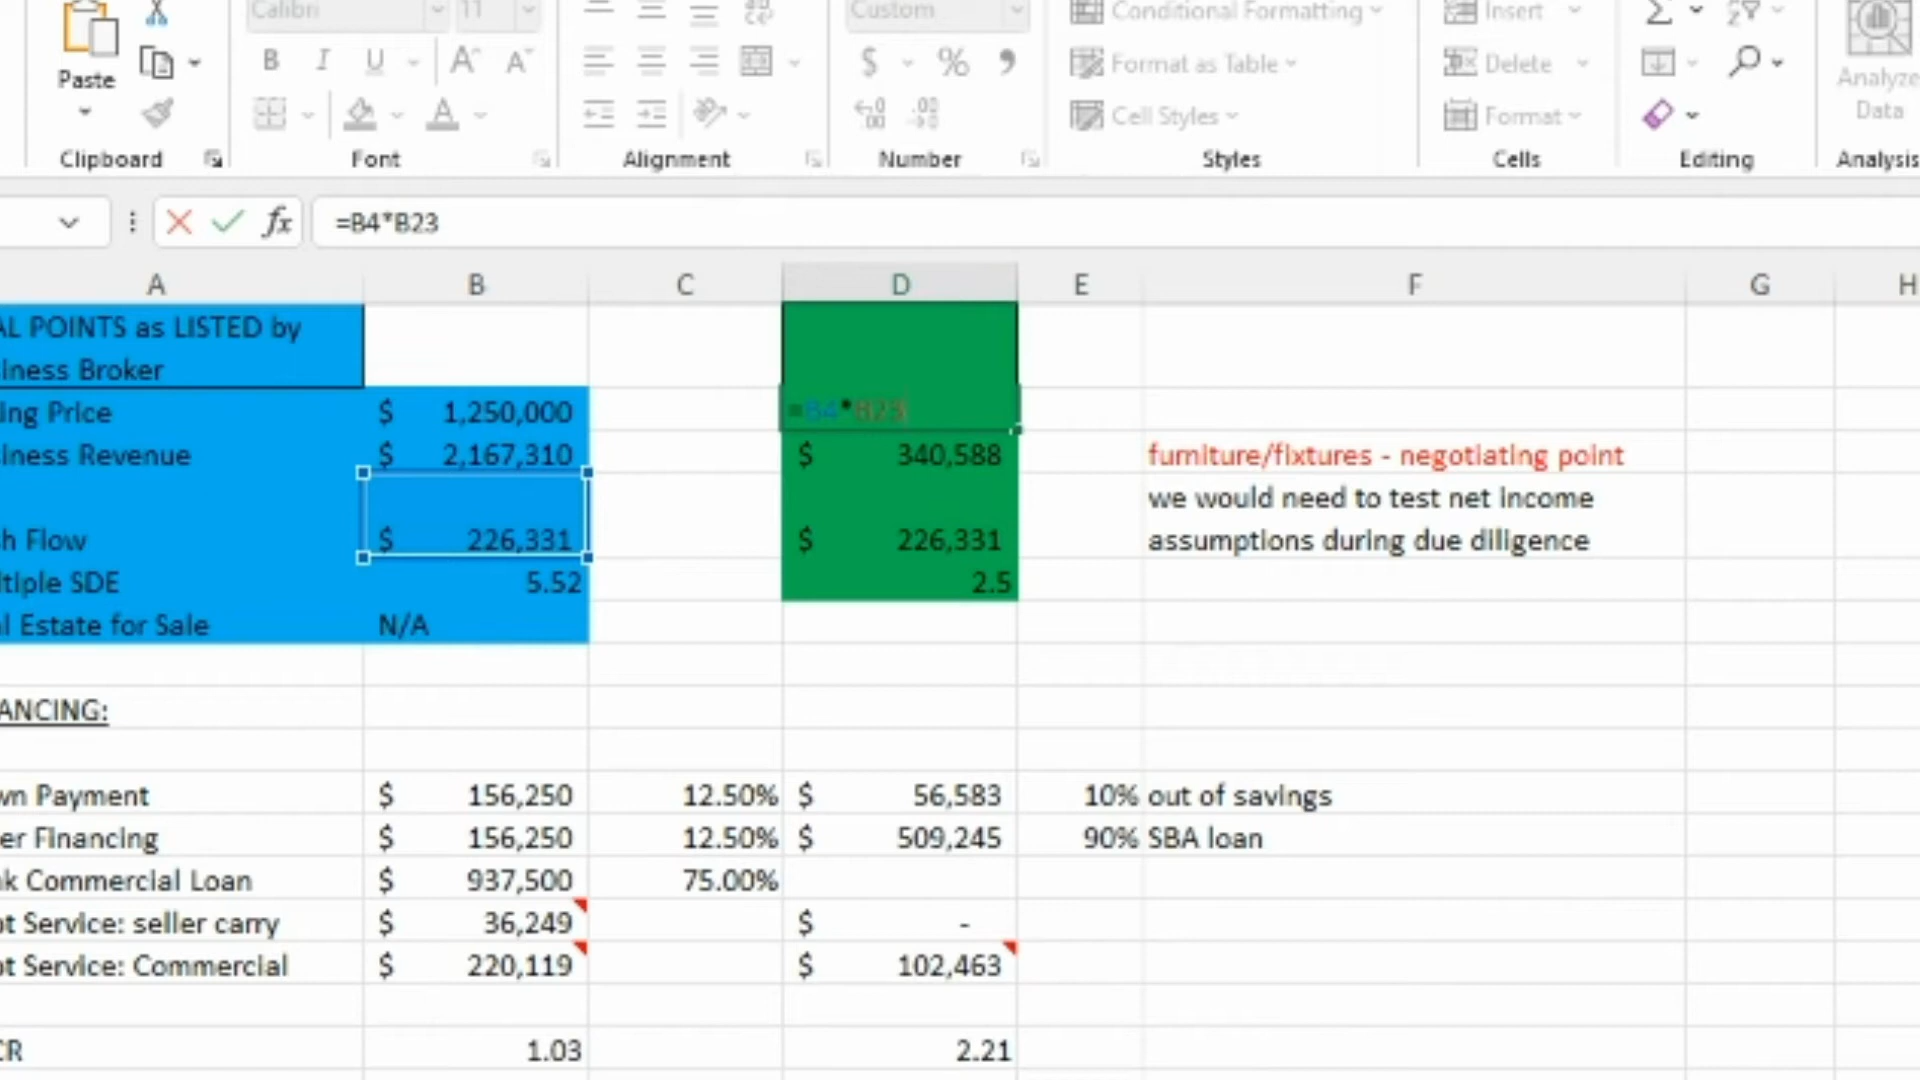 Calibri 11 Custom Conditional Formatting Insert
Paste B I U A A $ % Format as Table Delete Analyze
Cell Styles Format Data
Clipboard Font Alignment Number Styles Cells Editing Analysis
fx =B4*B23
A B C D E F G H
AL POINTS as LISTED by
iness Broker
ing Price $ 1,250,000 =B4*B23
iness Revenue $ 2,167,310 $ 340,588 furniture/fixtures - negotiating point
we would need to test net income
h Flow $ 226,331 $ 226,331 assumptions during due diligence
tiple SDE 5.52 2.5
l Estate for Sale N/A
ANCING:
wn Payment $ 156,250 12.50% $ 56,583 10% out of savings
er Financing $ 156,250 12.50% $ 509,245 90% SBA loan
k Commercial Loan $ 937,500 75.00%
t Service: seller carry $ 36,249 $ -
t Service: Commercial $ 220,119 $ 102,463
CR 1.03 2.21